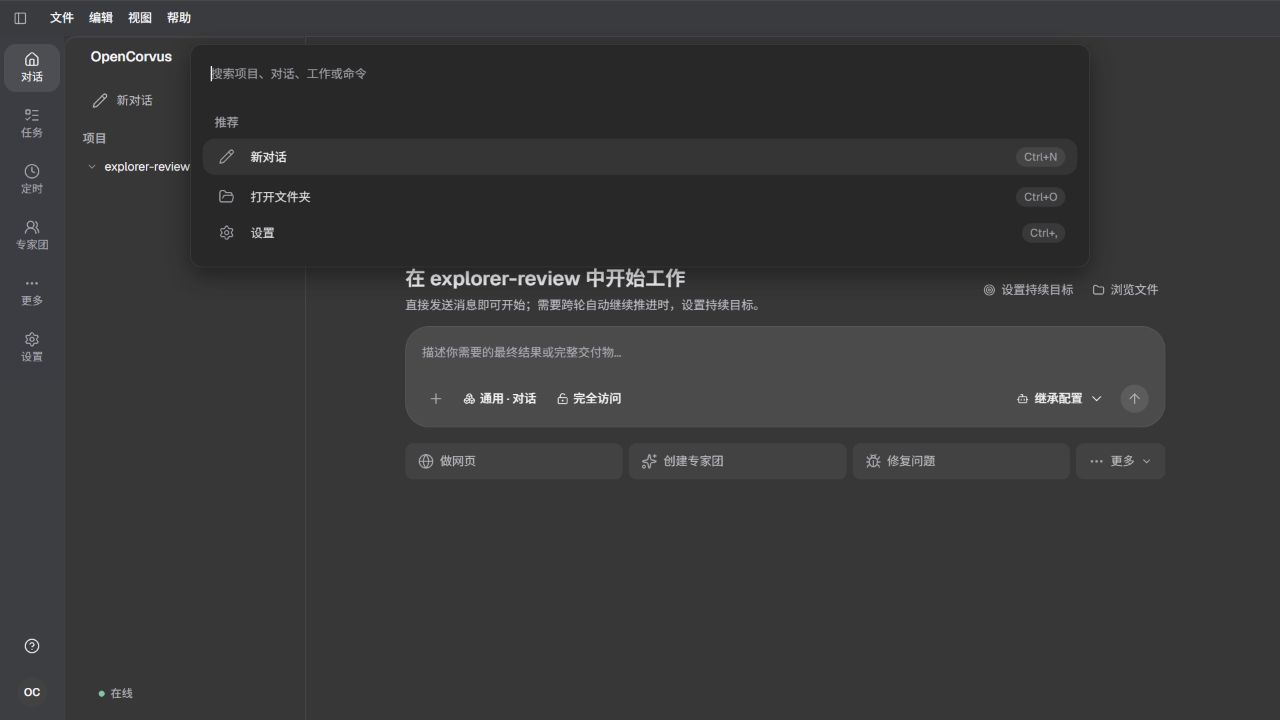 文件 编辑 视图 帮助
对话
任务
定时
专家团
更多
设置
OC
OpenCorvus
新对话
项目
explorer-review
在线
搜索项目、对话、工作或命令
推荐
新对话 Ctrl+N
打开文件夹 Ctrl+O
设置 Ctrl+,
在 explorer-review 中开始工作
直接发送消息即可开始；需要跨轮自动继续推进时，设置持续目标。
设置持续目标 浏览文件
描述你需要的最终结果或完整交付物...
通用 · 对话 完全访问 继承配置
做网页 创建专家团 修复问题 更多